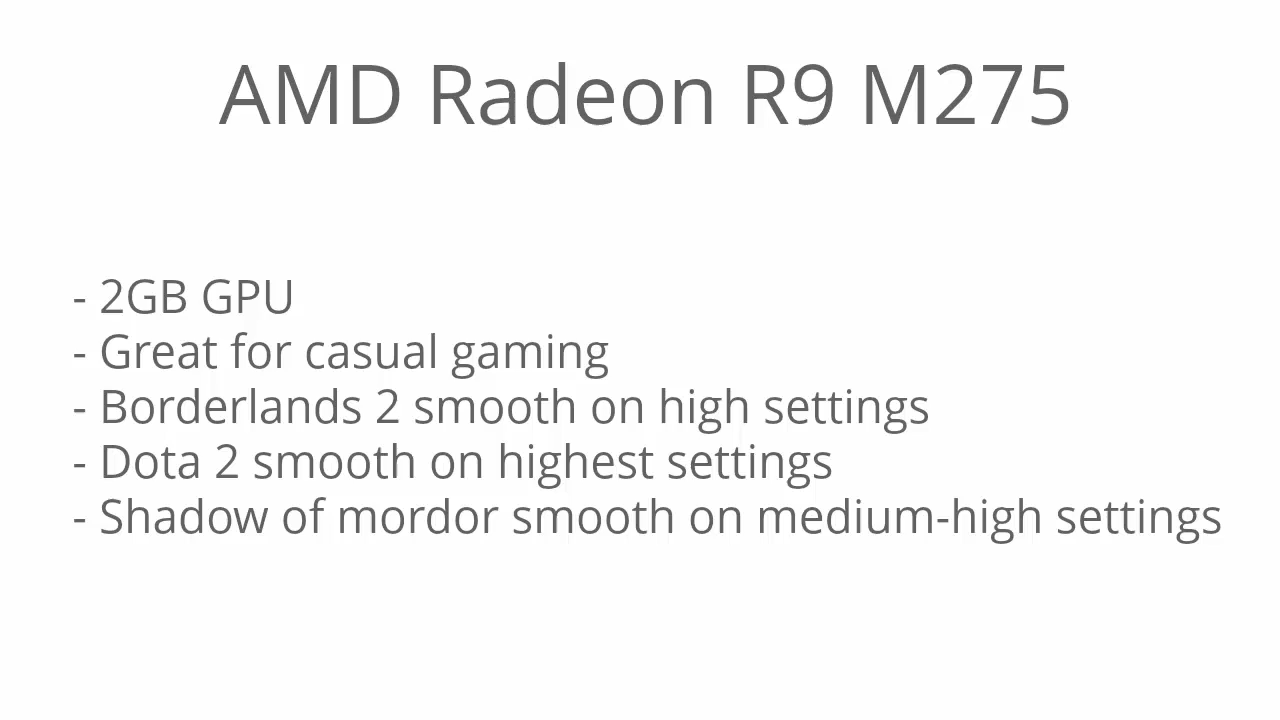 AMD Radeon R9 M275
- 2GB GPU
- Great for casual gaming
- Borderlands 2 smooth on high settings
- Dota 2 smooth on highest settings
- Shadow of mordor smooth on medium-high settings